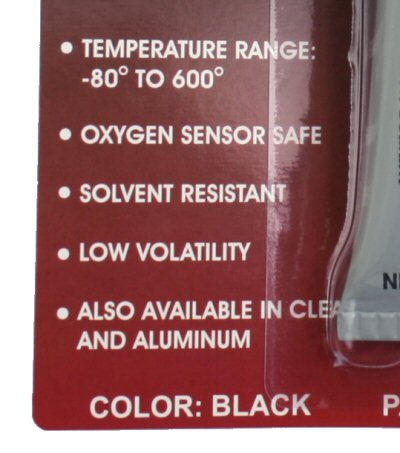 • TEMPERATURE RANGE:
-80° TO 600°
• OXYGEN SENSOR SAFE
• SOLVENT RESISTANT
• LOW VOLATILITY
• ALSO AVAILABLE IN CLEAR
AND ALUMINUM
COLOR: BLACK